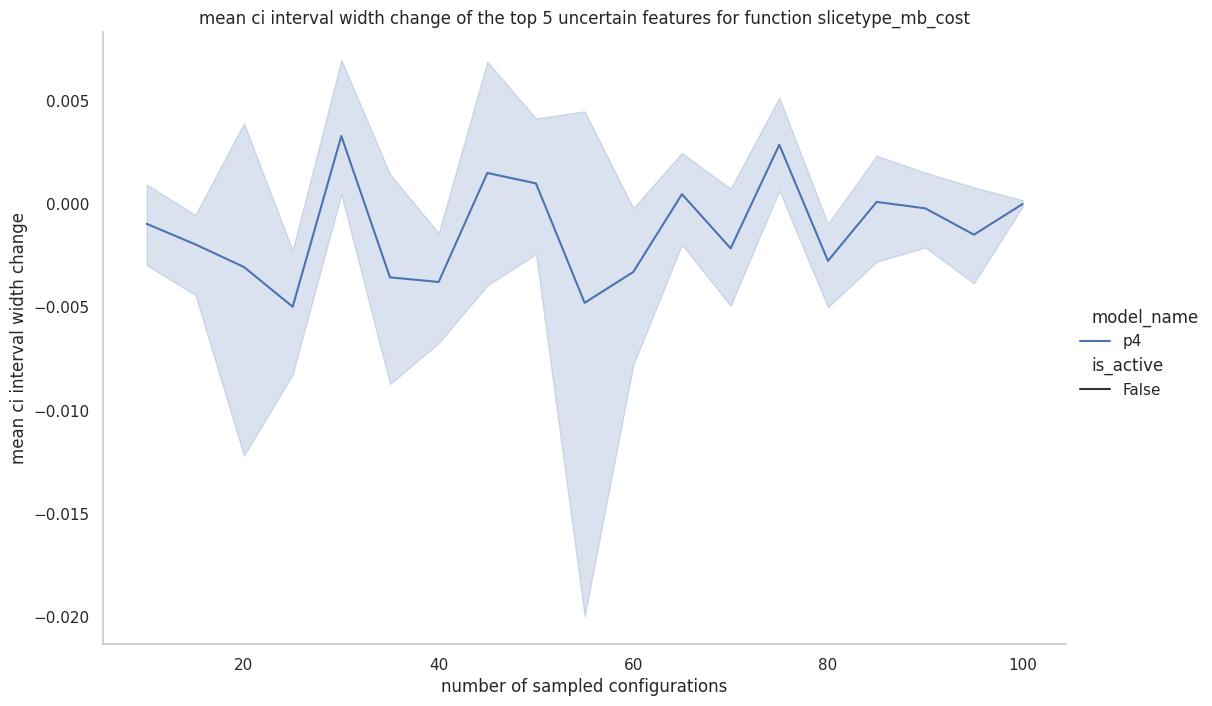 mean ci interval width change of the top 5 uncertain features for function slicetype_mb_cost
mean ci interval width change
0.005
0.000
−0.005
−0.010
−0.015
−0.020
20
40
60
80
100
number of sampled configurations
model_name
p4
is_active
False